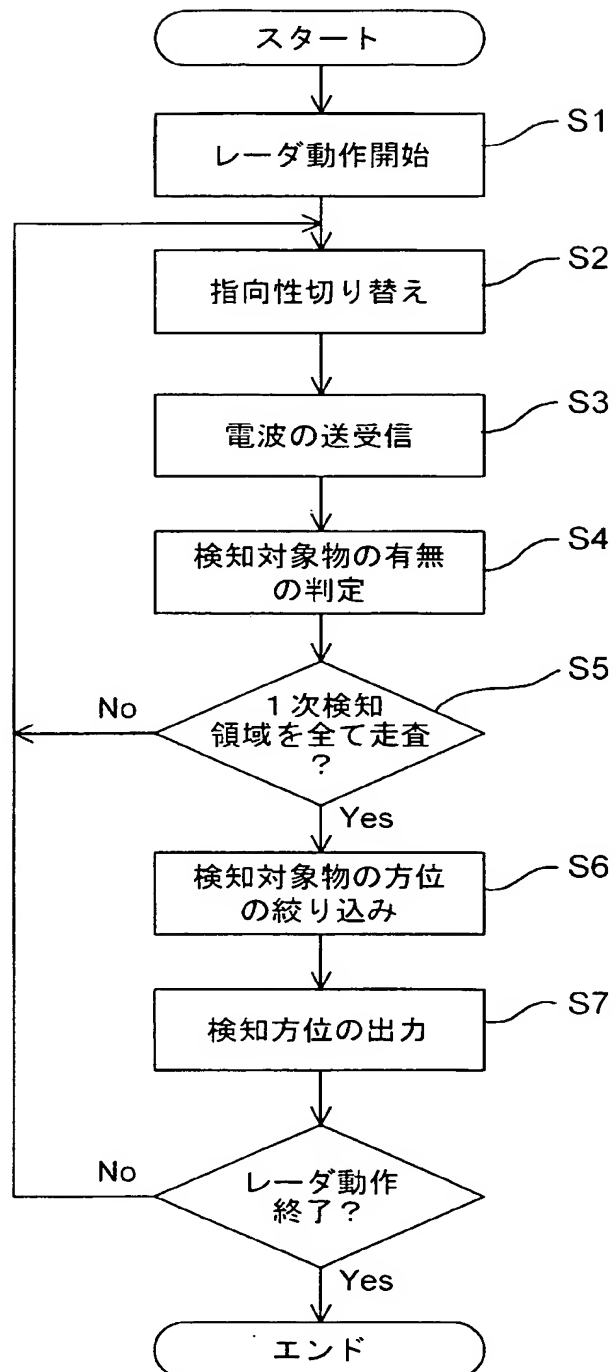 スタート
レーダ動作開始
S1
指向性切り替え
S2
電波の送受信
S3
検知対象物の有無
の判定
S4
1次検知
領域を全て走査
?
S5
No
Yes
検知対象物の方位
の絞り込み
S6
検知方位の出力
S7
レーダ動作
終了?
No
Yes
エンド